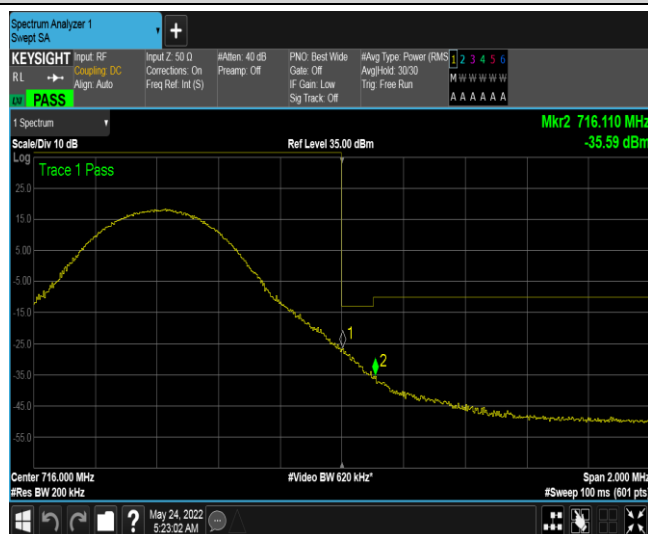 Spectrum Analyzer 1
Swept SA
+
KEYSIGHT
RL
PASS
Input: RF
Coupling: DC
Align: Auto
Input Z: 50 Ω
Corrections: On
Freq Ref: Int (S)
#Atten: 40 dB
Preamp: Off
PNO: Best Wide
Gate: Off
IF Gain: Low
Sig Track: Off
#Avg Type: Power (RMS
Avg|Hold: 30/30
Trig: Free Run
1 2 3 4 5 6
M W W W W W
A A A A A A
1 Spectrum
Mkr2 716.110 MHz
Scale/Div 10 dB
Ref Level 35.00 dBm
-35.59 dBm
Log
Trace 1 Pass
25.0
15.0
5.00
-5.00
-15.0
-25.0
1
-35.0
2
-45.0
-55.0
Center 716.000 MHz
#Video BW 620 kHz*
Span 2.000 MHz
#Res BW 200 kHz
#Sweep 100 ms (601 pts)
?
May 24, 2022
5:23:02 AM